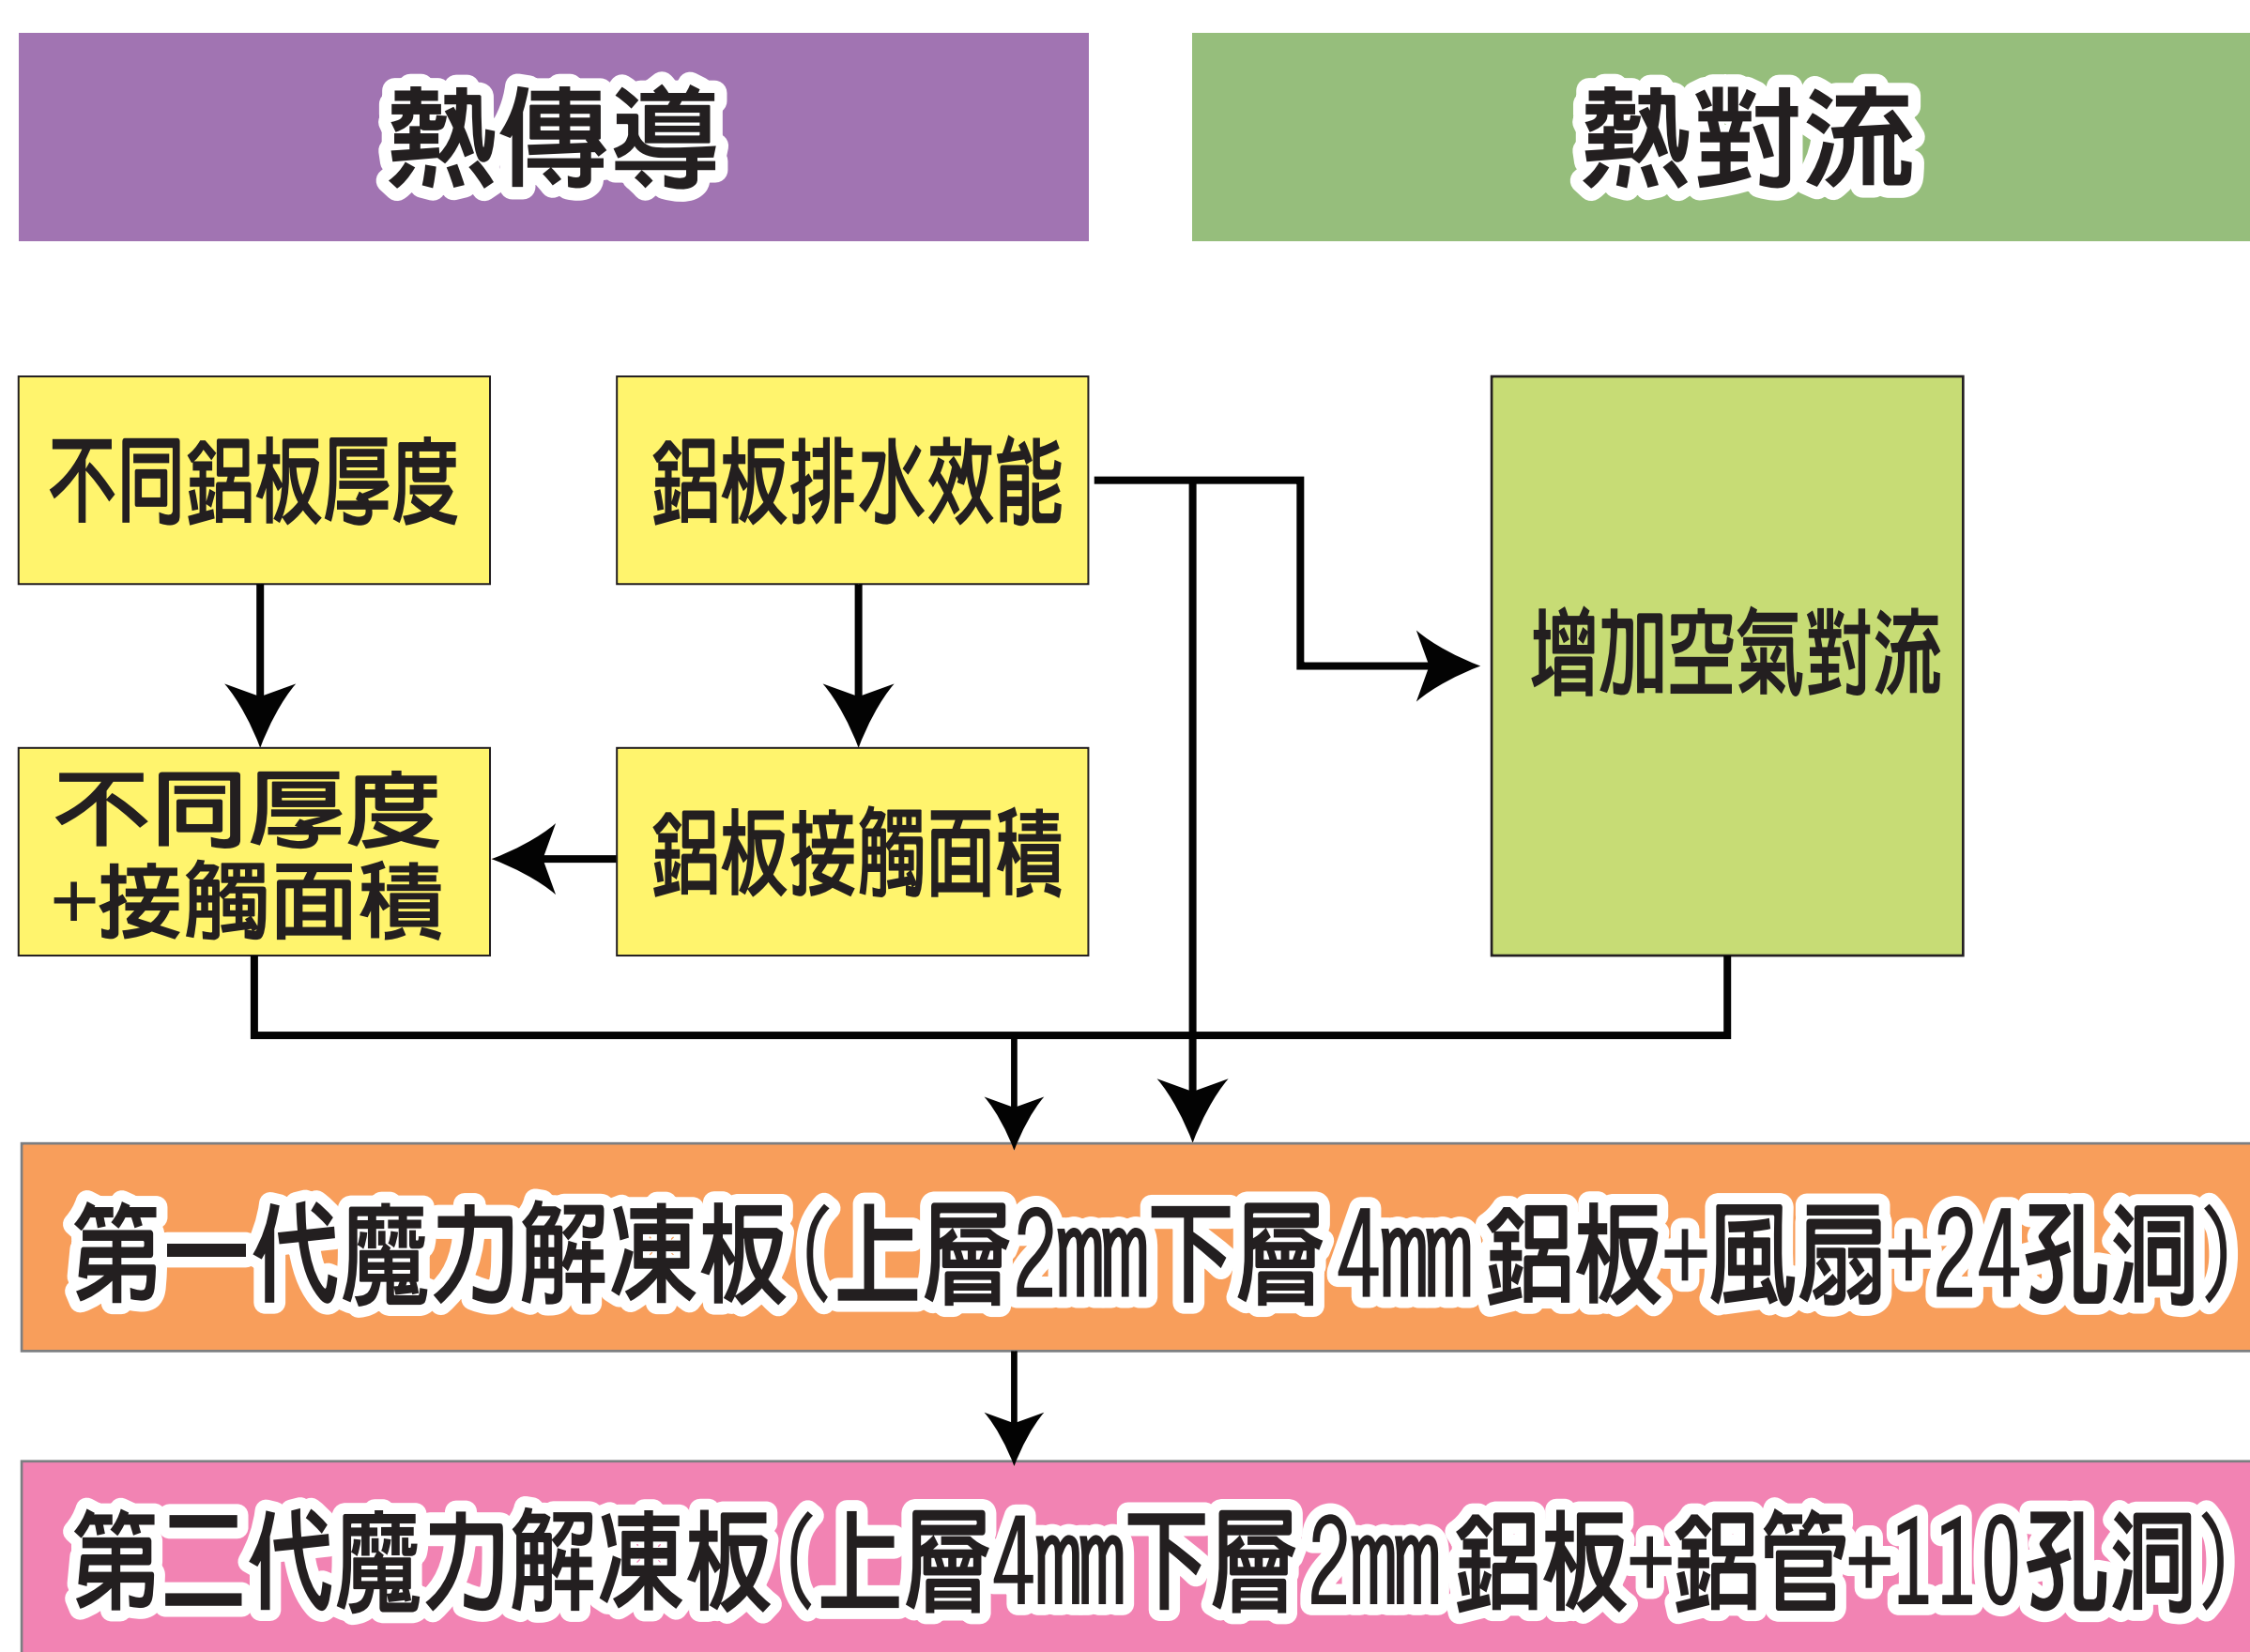 熱傳導
熱對流
不同鋁板厚度
鋁板排水效能
增加空氣對流
不同厚度
+接觸面積
鋁板接觸面積
第一代魔力解凍板(上層2mm下層4mm 鋁板+風扇+24孔洞)
第二代魔力解凍板(上層4mm下層2mm 鋁板+鋁管+110孔洞)